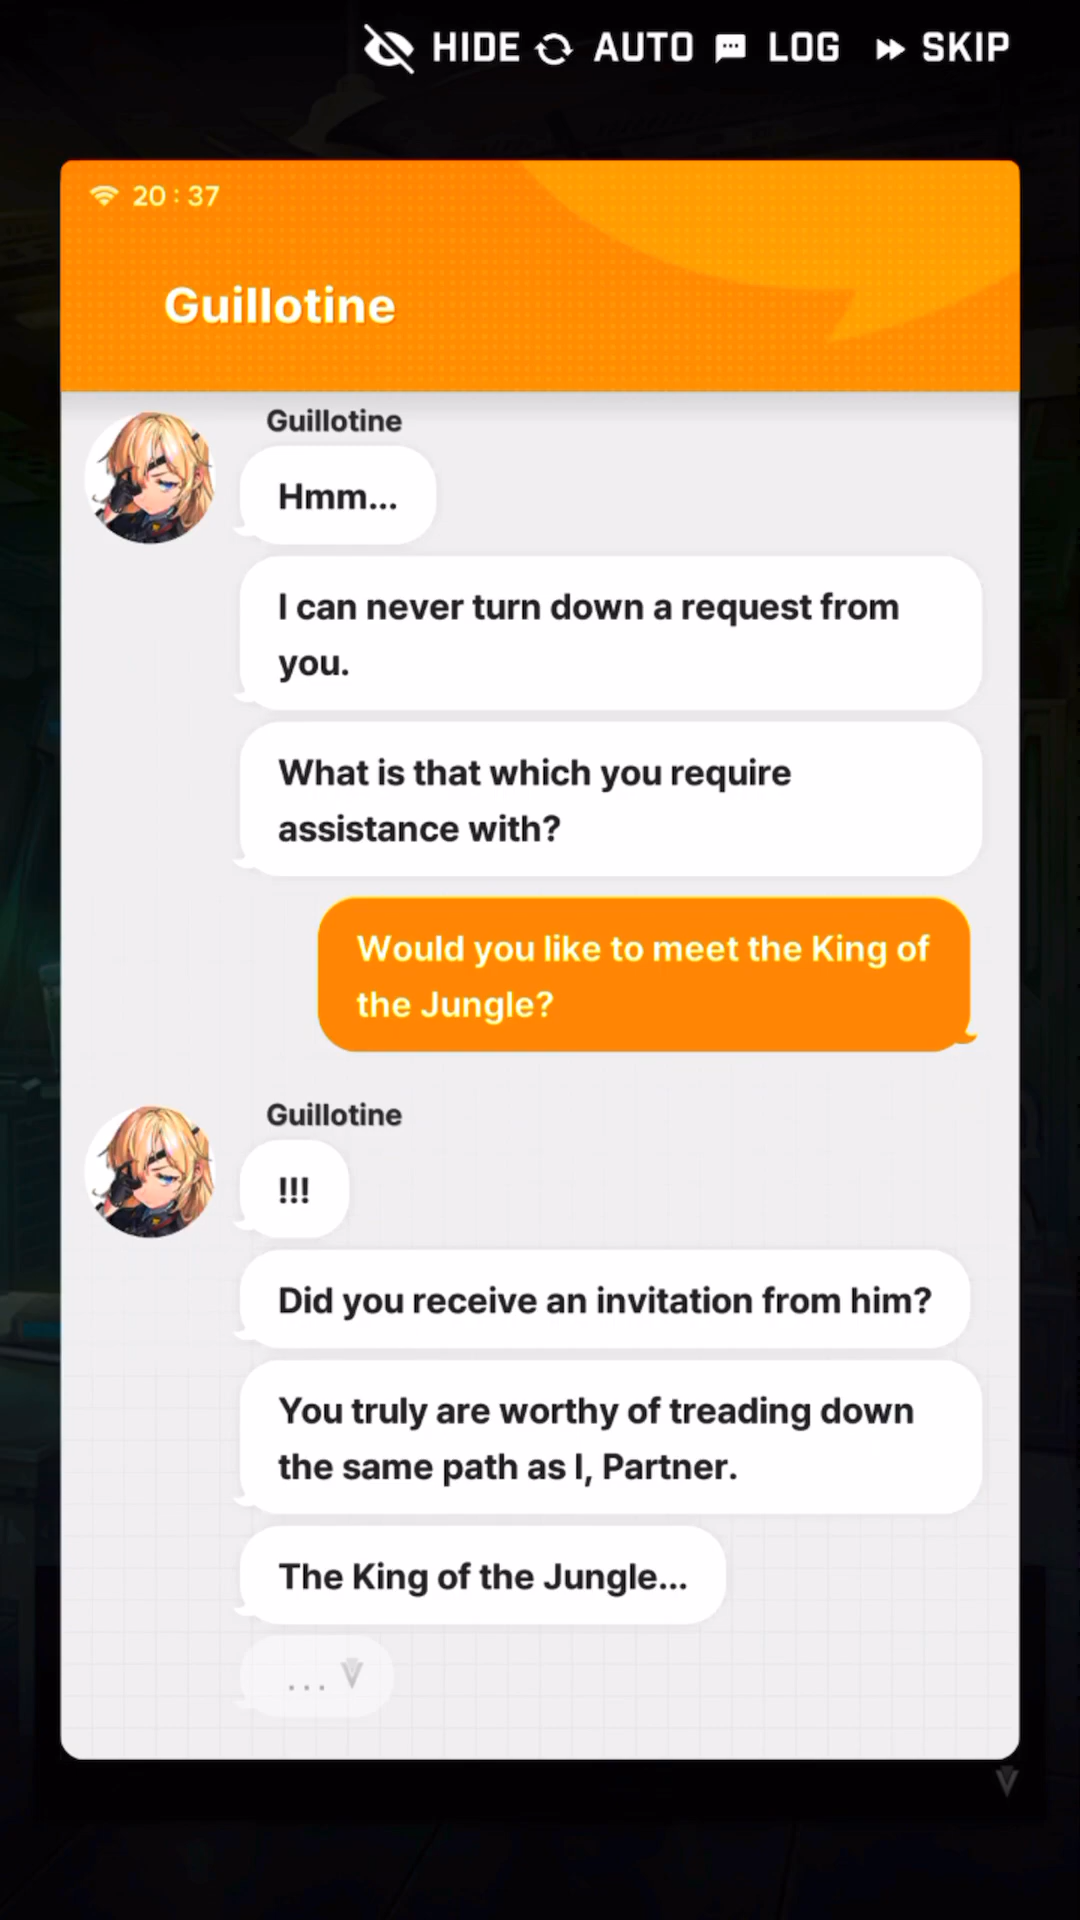 HIDE AUTO LOG SKIP
20:37
Guillotine
Guillotine
Hmm...
I can never turn down a request from
you.
What is that which you require
assistance with?
Would you like to meet the King of
the Jungle?
Guillotine
!!!
Did you receive an invitation from him?
You truly are worthy of treading down
the same path as I, Partner.
The King of the Jungle...
...